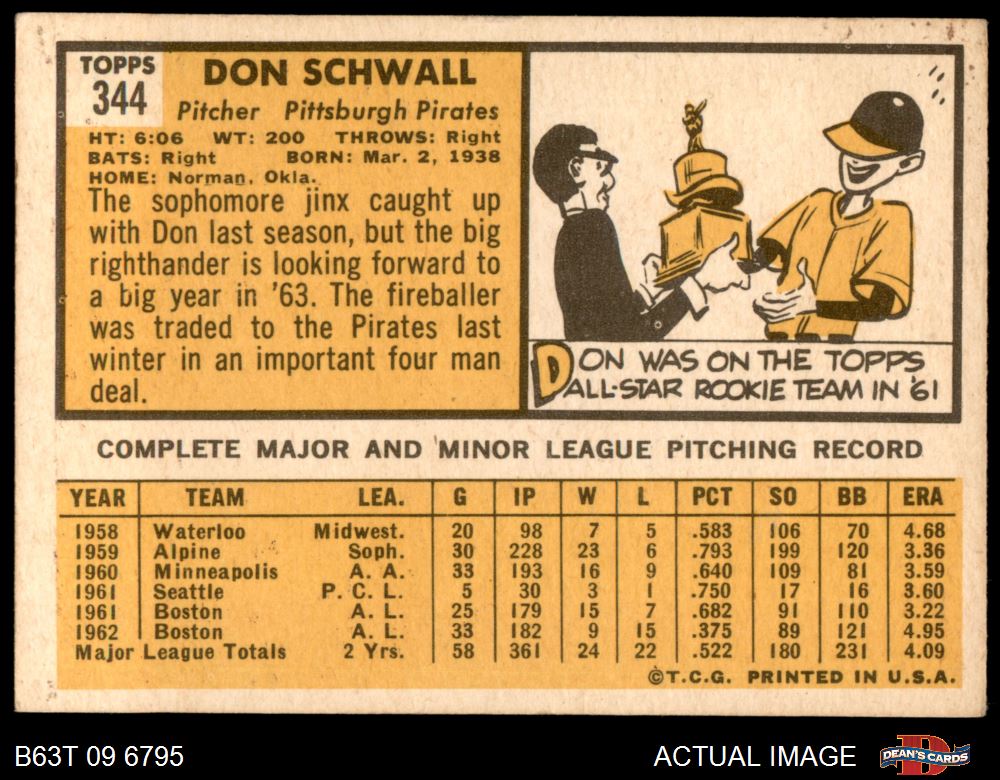 TOPPS
344
DON SCHWALL
Pitcher Pittsburgh Pirates
HT: 6:06 WT: 200 THROWS: Right
BATS: Right BORN: Mar. 2, 1938
HOME: Norman, Okla.
The sophomore jinx caught up
with Don last season, but the big
righthander is looking forward to
a big year in '63. The fireballer
was traded to the Pirates last
winter in an important four man
deal.
DON WAS ON THE TOPPS
ALL-STAR ROOKIE TEAM IN '61
COMPLETE MAJOR AND MINOR LEAGUE PITCHING RECORD
YEAR TEAM LEA. G IP W L PCT SO BB ERA
1958 Waterloo Midwest. 20 98 7 5 .583 106 70 4.68
1959 Alpine Soph. 30 228 23 6 .793 199 120 3.36
1960 Minneapolis A. A. 33 193 16 9 .640 109 81 3.59
1961 Seattle P. C. L. 5 30 3 1 .750 17 16 3.60
1961 Boston A. L. 25 179 15 7 .682 91 110 3.22
1962 Boston A. L. 33 182 9 15 .375 89 121 4.95
Major League Totals 2 Yrs. 58 361 24 22 .522 180 231 4.09
©T.C.G. PRINTED IN U.S.A.
B63T 09 6795 ACTUAL IMAGE DEAN'S CARDS